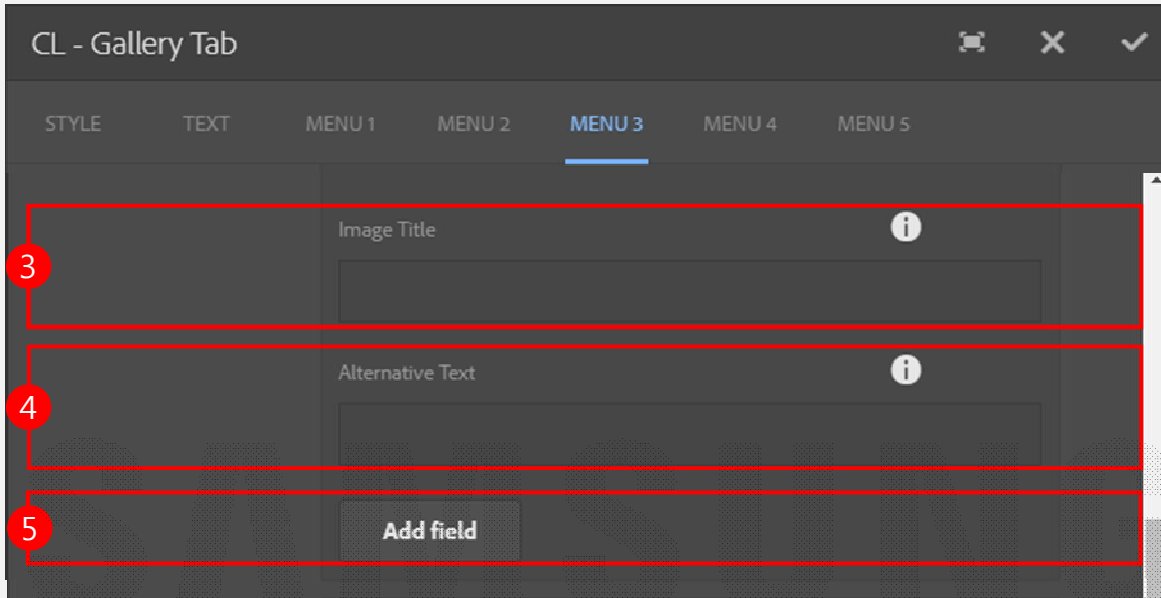 CL - Gallery Tab
STYLE TEXT MENU 1 MENU 2 MENU 3 MENU 4 MENU 5
Image Title
3
Alternative Text
4
SAMSUNG
5
Add field